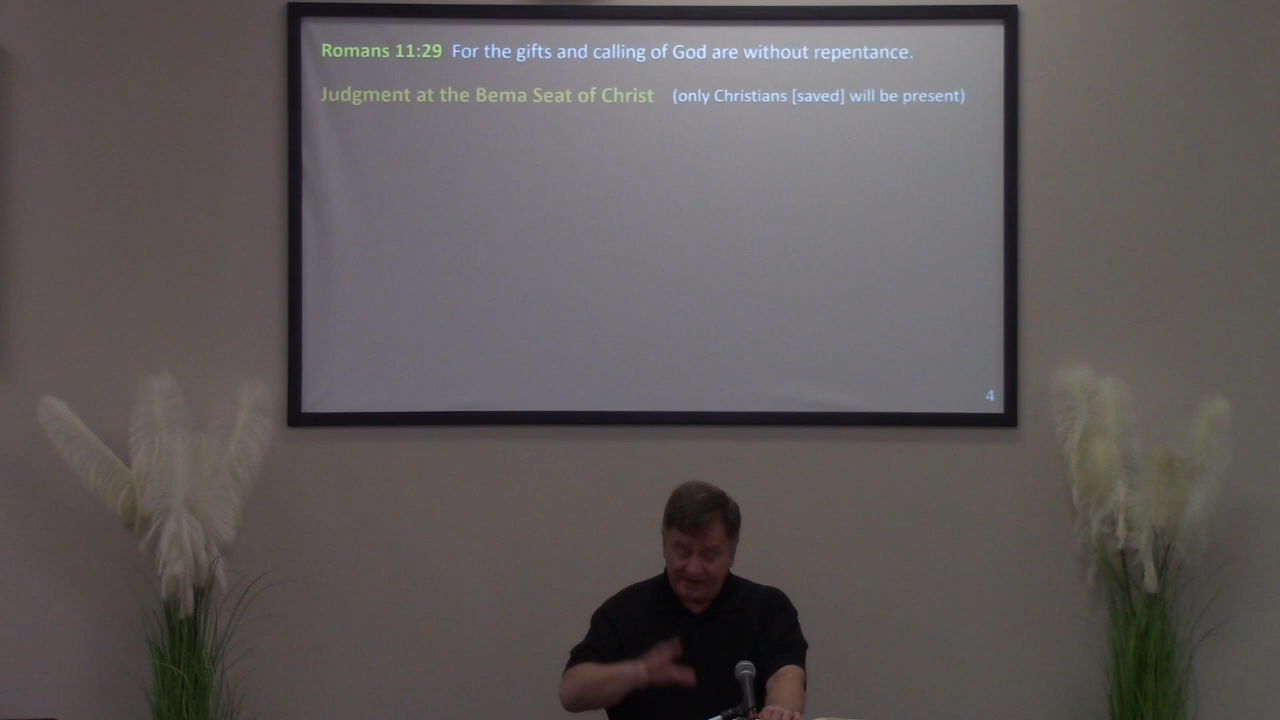 Romans 11:29 For the gifts and calling of God are without repentance.
Judgment at the Bema Seat of Christ (only Christians [saved] will be present)
4